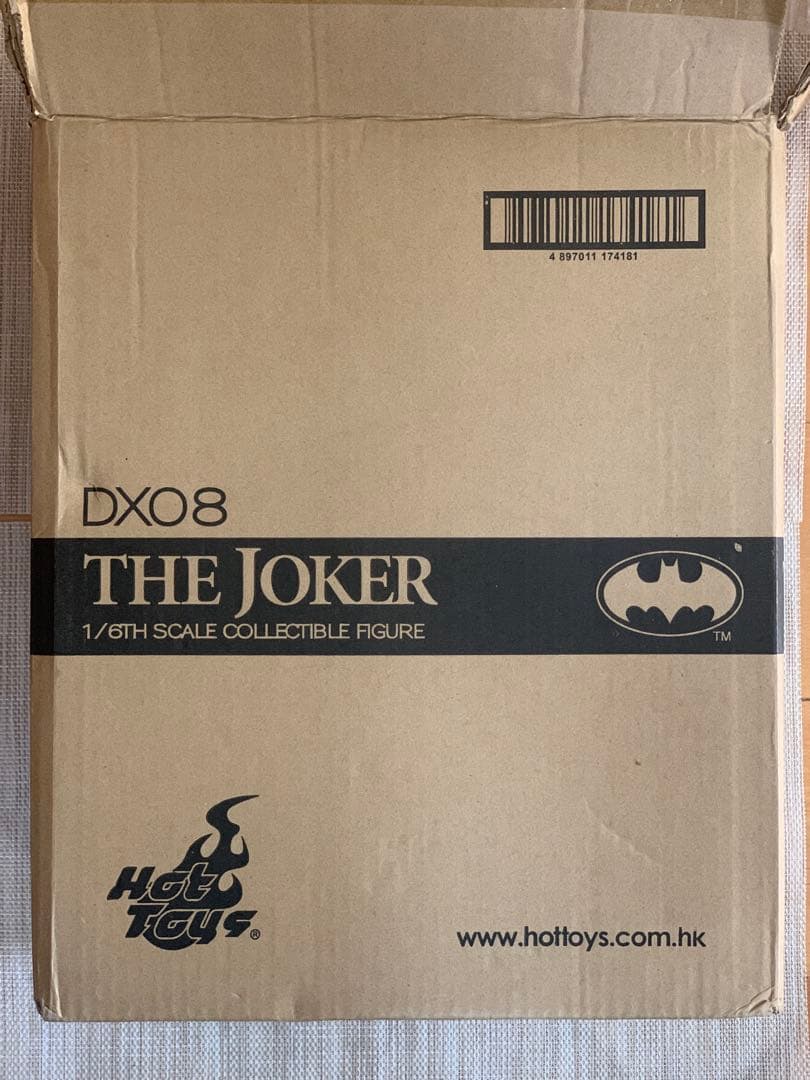 4 897011 174181
DX08
THE JOKER
1/6TH SCALE COLLECTIBLE FIGURE
TM
Hot
Toys®
www.hottoys.com.hk